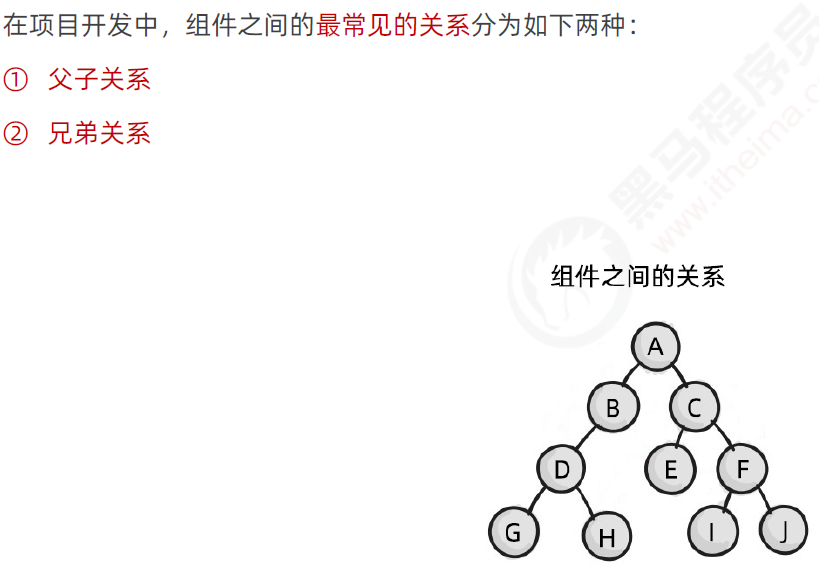 在项目开发中，组件之间的最常见的关系分为如下两种：
① 父子关系
② 兄弟关系
黑马程序员
www.itheima.c
组件之间的关系
A
B C
D E F
G H I J